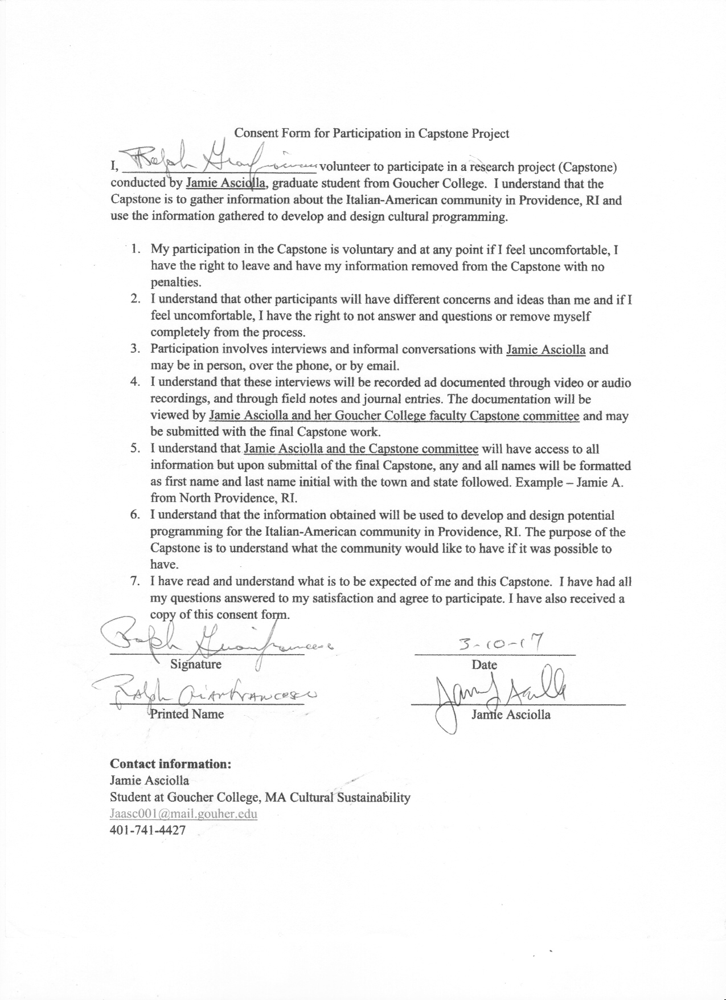 Consent Form for Participation in Capstone Project
I, Ralph Gianfrancesco volunteer to participate in a research project (Capstone)
conducted by Jamie Asciolla, graduate student from Goucher College. I understand that the
Capstone is to gather information about the Italian-American community in Providence, RI and
use the information gathered to develop and design cultural programming.
1. My participation in the Capstone is voluntary and at any point if I feel uncomfortable, I
have the right to leave and have my information removed from the Capstone with no
penalties.
2. I understand that other participants will have different concerns and ideas than me and if I
feel uncomfortable, I have the right to not answer and questions or remove myself
completely from the process.
3. Participation involves interviews and informal conversations with Jamie Asciolla and
may be in person, over the phone, or by email.
4. I understand that these interviews will be recorded ad documented through video or audio
recordings, and through field notes and journal entries. The documentation will be
viewed by Jamie Asciolla and her Goucher College faculty Capstone committee and may
be submitted with the final Capstone work.
5. I understand that Jamie Asciolla and the Capstone committee will have access to all
information but upon submittal of the final Capstone, any and all names will be formatted
as first name and last name initial with the town and state followed. Example – Jamie A.
from North Providence, RI.
6. I understand that the information obtained will be used to develop and design potential
programming for the Italian-American community in Providence, RI. The purpose of the
Capstone is to understand what the community would like to have if it was possible to
have.
7. I have read and understand what is to be expected of me and this Capstone. I have had all
my questions answered to my satisfaction and agree to participate. I have also received a
copy of this consent form.
Ralph Gianfrancesco 3-10-17
Signature Date
Ralph Gianfrancesco
Printed Name Jamie Asciolla
Contact information:
Jamie Asciolla
Student at Goucher College, MA Cultural Sustainability
Jaasc001@mail.gouher.edu
401-741-4427